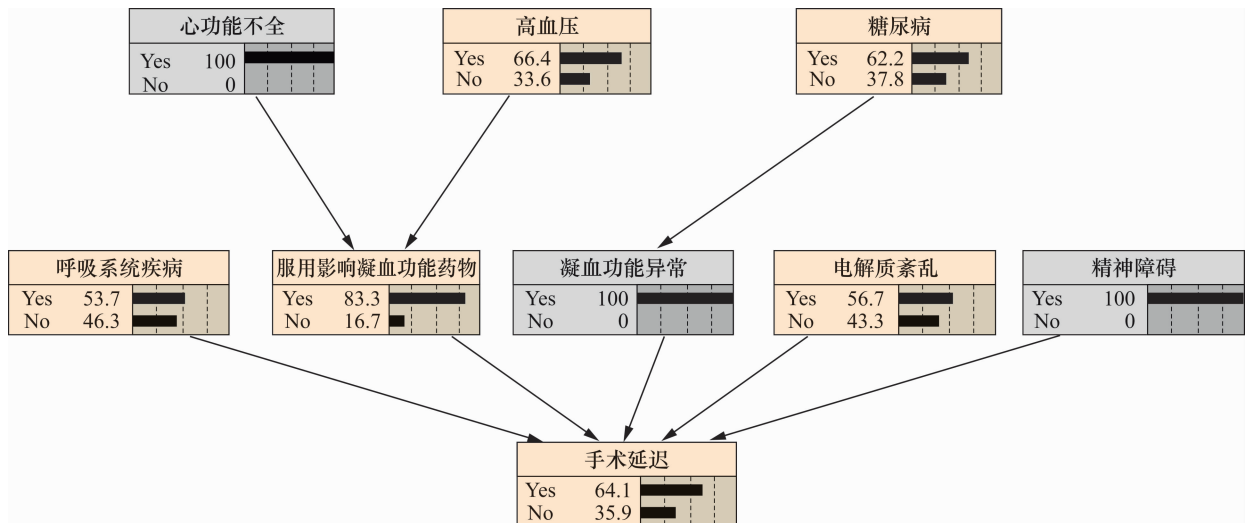 心功能不全
Yes 100
No 0
高血压
Yes 66.4
No 33.6
糖尿病
Yes 62.2
No 37.8
呼吸系统疾病
Yes 53.7
No 46.3
服用影响凝血功能药物
Yes 83.3
No 16.7
凝血功能异常
Yes 100
No 0
电解质紊乱
Yes 56.7
No 43.3
精神障碍
Yes 100
No 0
手术延迟
Yes 64.1
No 35.9